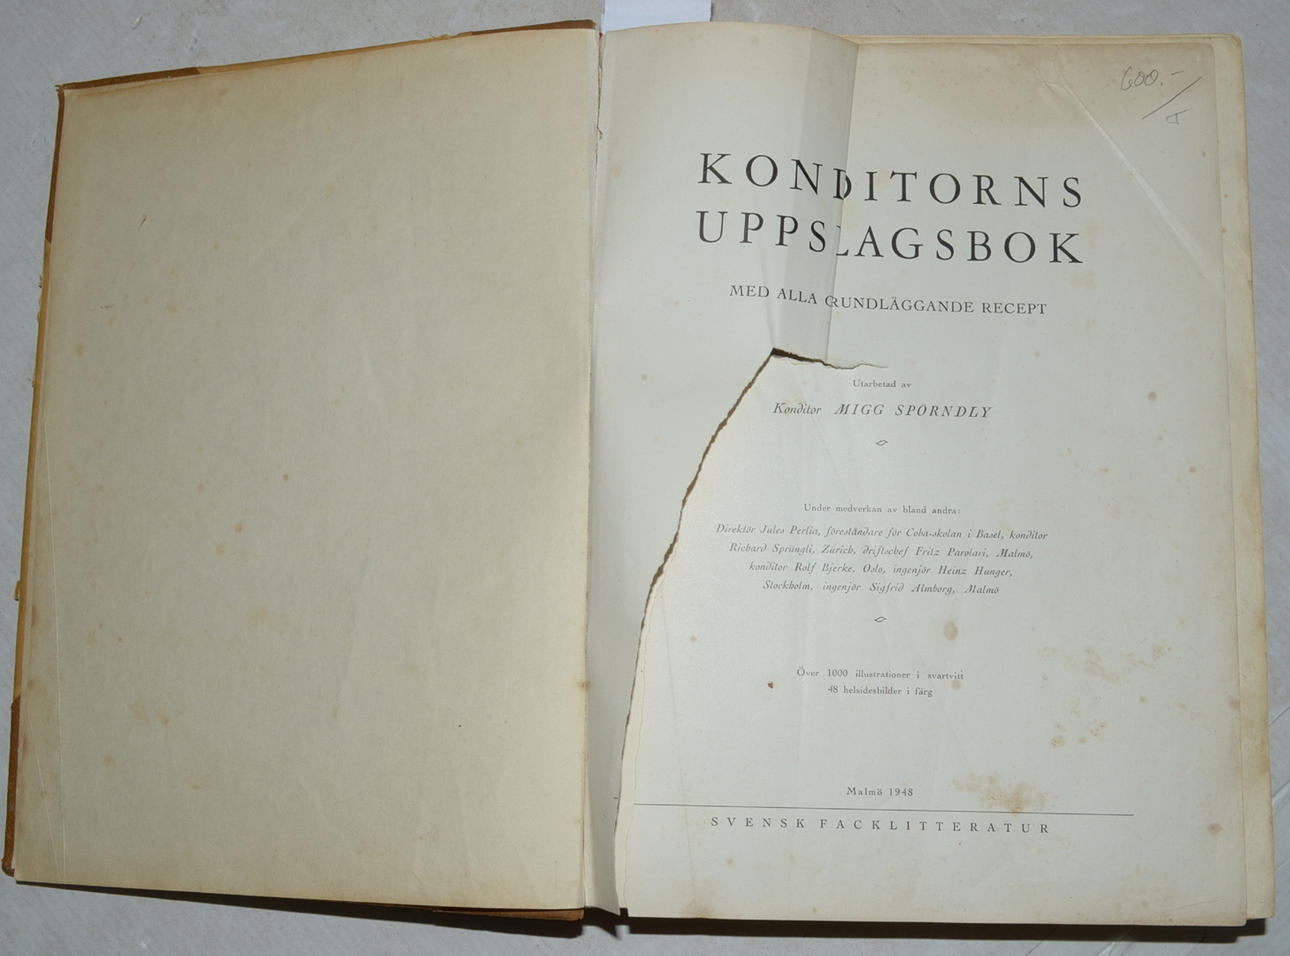 600.-
KONDITORNS
UPPSLAGSBOK
MED ALLA GRUNDLÄGGANDE RECEPT
Utarbetad av
Konditor MIGG SPÖRNDLY
Under medverkan av bland andra:
Direktör Jules Perlia, föreståndare för Coba-skolan i Basel, konditor
Richard Sprüngli, Zürich, driftschef Fritz Parolari, Malmö,
konditor Rolf Bjerke, Oslo, ingenjör Heinz Hunger,
Stockholm, ingenjör Sigfrid Almborg, Malmö
Över 1000 illustrationer i svartvitt
48 helsidesbilder i färg
Malmö 1948
SVENSK FACKLITTERATUR